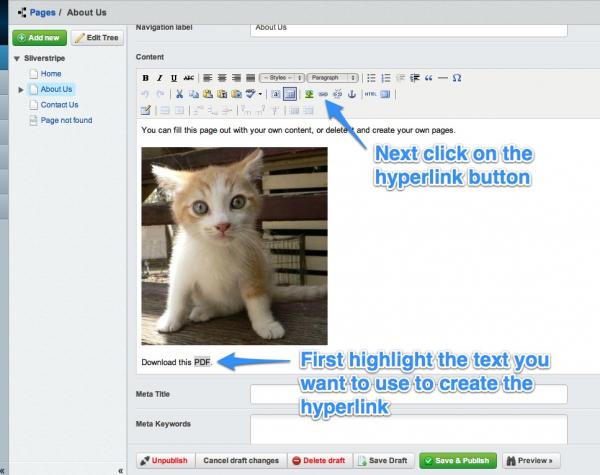 Pages / About Us
Add new
Edit Tree
Silverstripe
Home
About Us
Contact Us
Page not found
Navigation label
About Us
Content
B I U ABC
-- Styles --
Paragraph
HTML
You can fill this page out with your own content, or delete it and create your own pages.
Next click on the
hyperlink button
Download this PDF.
First highlight the text you
want to use to create the
hyperlink
Meta Title
Meta Keywords
Unpublish
Cancel draft changes
Delete draft
Save Draft
Save & Publish
Preview »
«
«